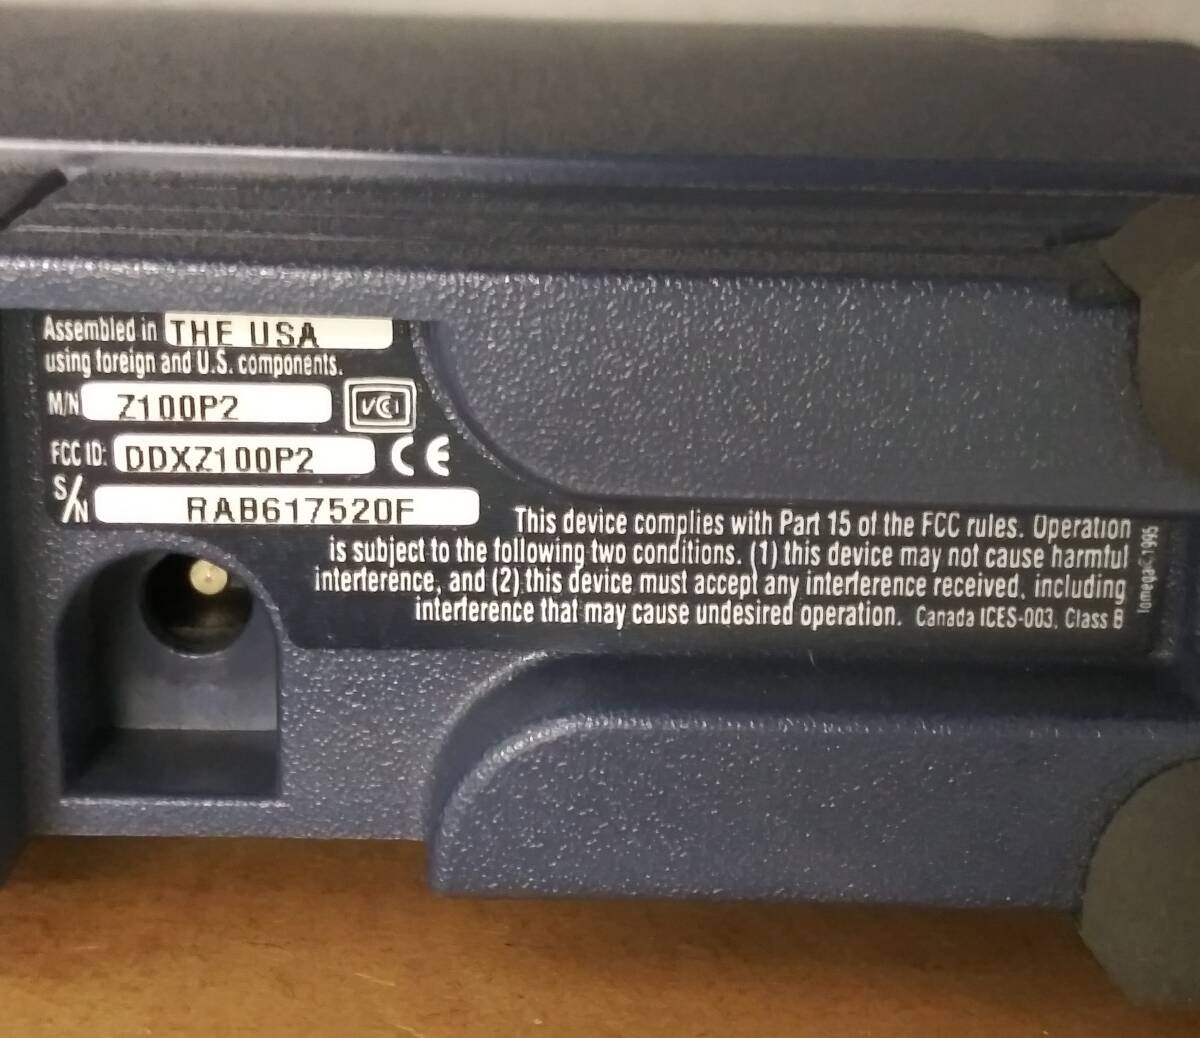 Assembled in THE USA
using foreign and U.S. components.
M/N Z100P2 VCI
FCC ID: DDXZ100P2 CE
S/N RAB617520F
This device complies with Part 15 of the FCC rules. Operation
is subject to the following two conditions. (1) this device may not cause harmful
interference, and (2) this device must accept any interference received, including
interference that may cause undesired operation. Canada ICES-003, Class B
Iomega © 1995